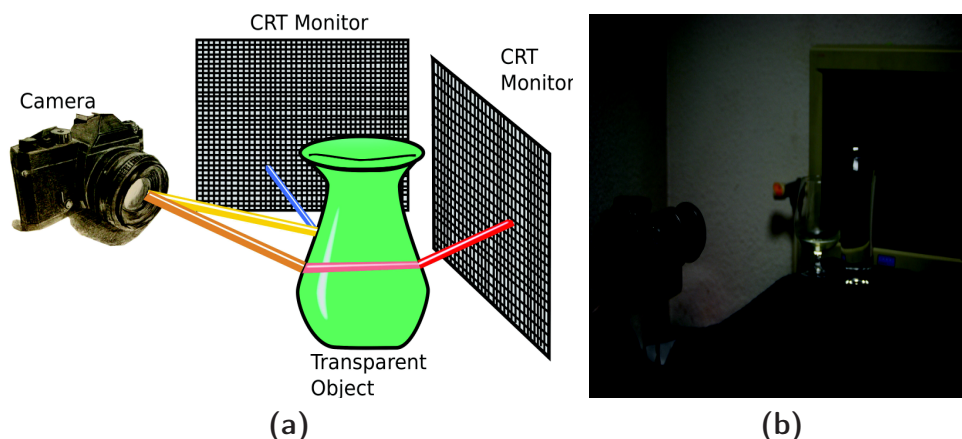 CRT Monitor
CRT
Monitor
Camera
Transparent
Object
(a)
(b)